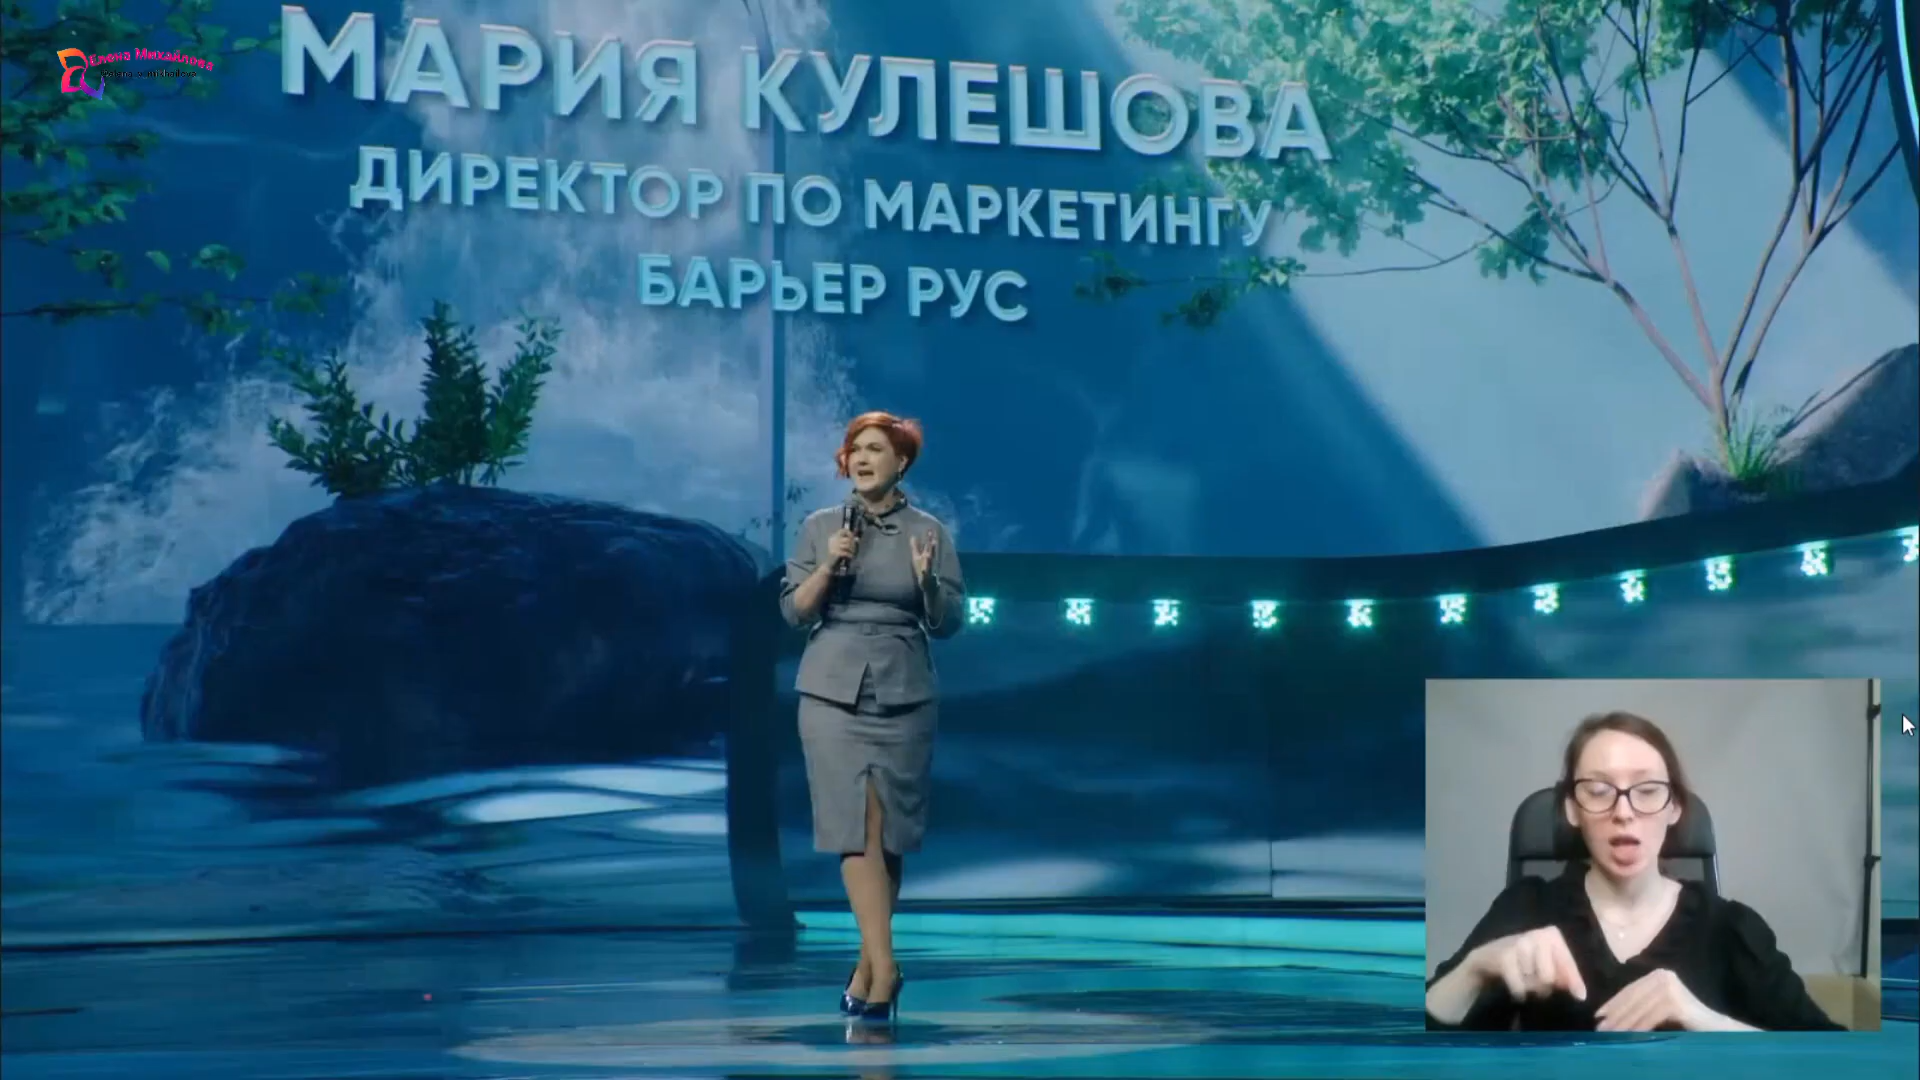 Елена Михайлова
МАРИЯ КУЛЕШОВА
ДИРЕКТОР ПО МАРКЕТИНГУ
БАРЬЕР РУС